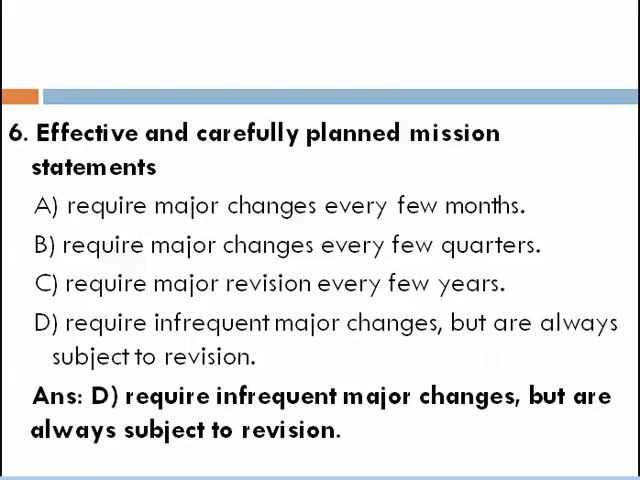 6. Effective and carefully planned mission
statements
A) require major changes every few months.
B) require major changes every few quarters.
C) require major revision every few years.
D) require infrequent major changes, but are always
subject to revision.
Ans: D) require infrequent major changes, but are
always subject to revision.